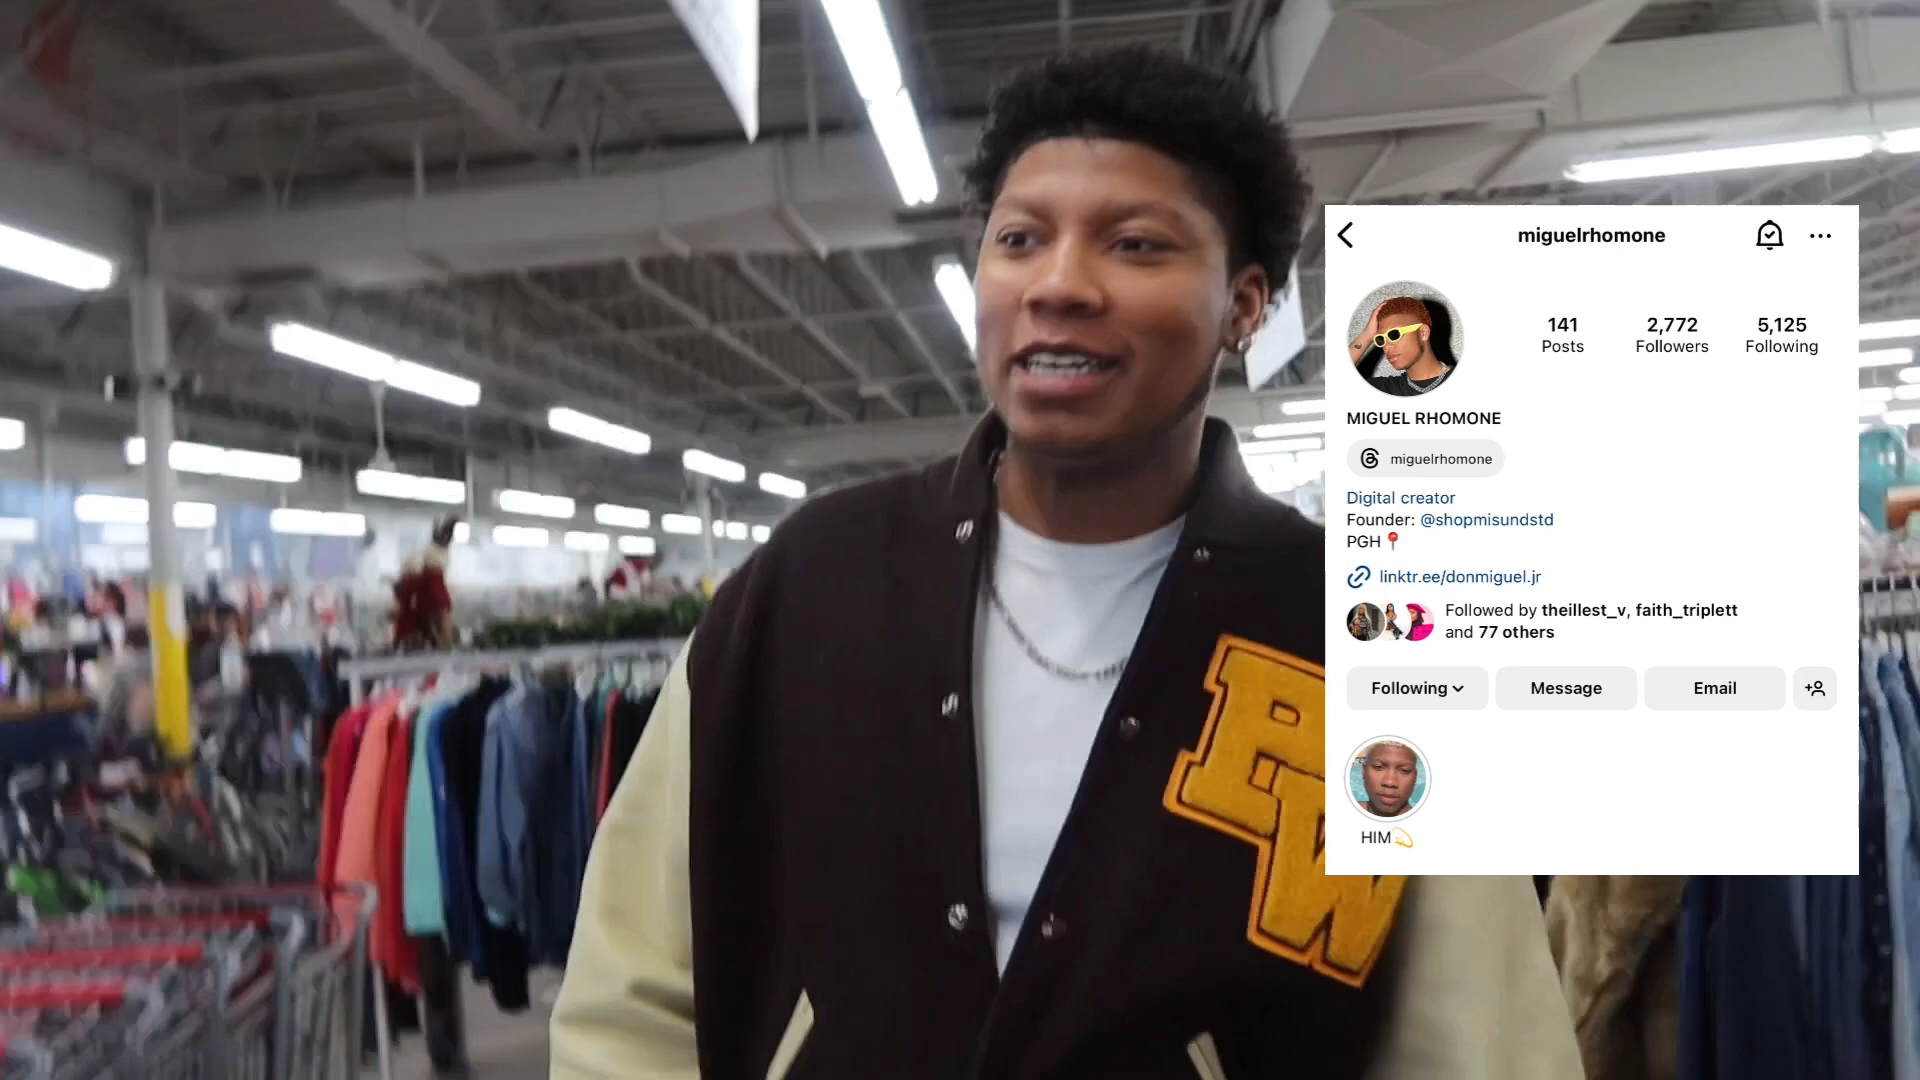 miguelrhomone
141
2,772
5,125
Posts
Followers
Following
MIGUEL RHOMONE
miguelrhomone
Digital creator
Founder: @shopmisundstd
PGH📍
linktr.ee/donmiguel.jr
Followed by theillest_v, faith_triplett
and 77 others
Following
Message
Email
HIM💫
PW